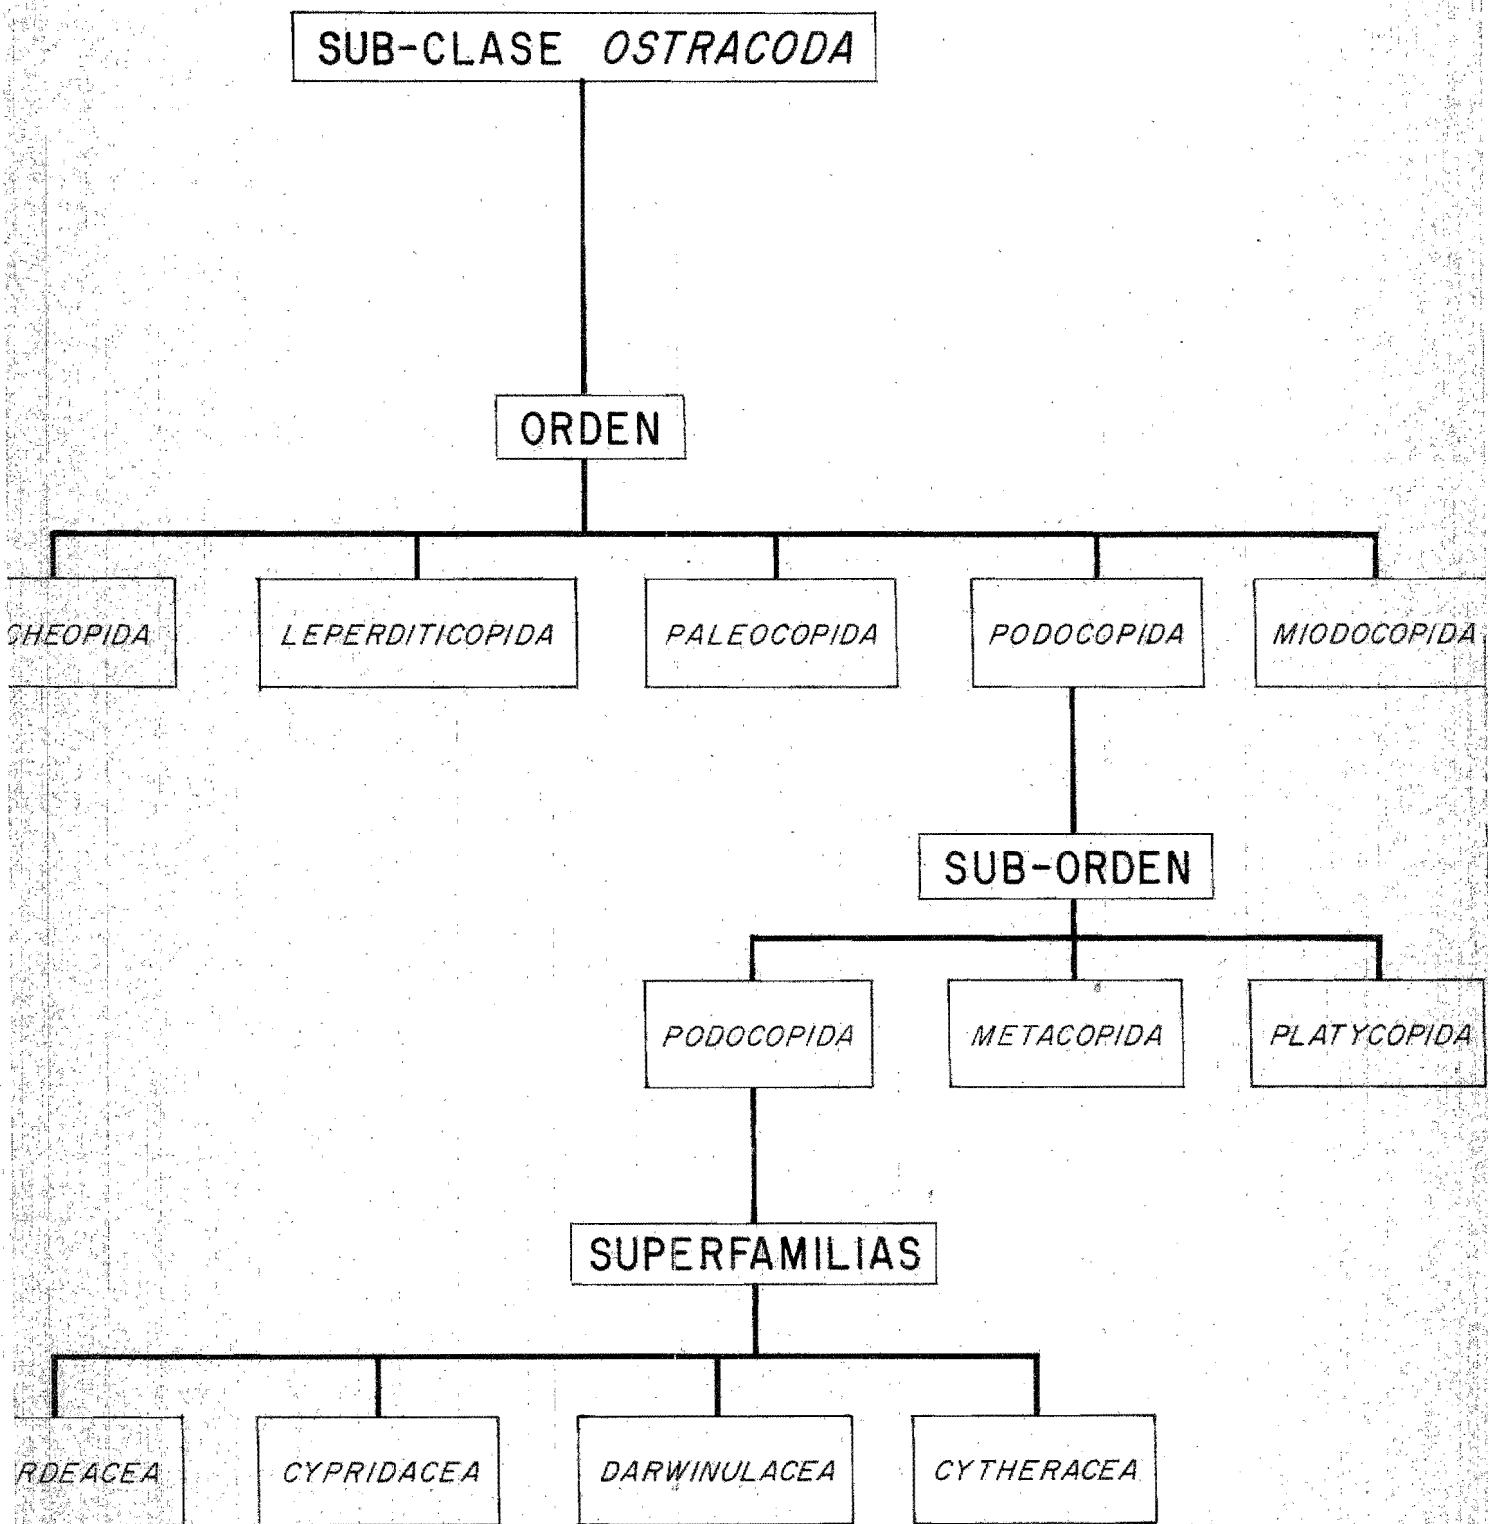 SUB-CLASE OSTRACODA
ORDEN
CHEOPIDA
LEPERDITICOPIDA
PALEOCOPIDA
PODOCOPIDA
MIODOCOPIDA
SUB-ORDEN
PODOCOPIDA
METACOPIDA
PLATYCOPIDA
SUPERFAMILIAS
RDEACEA
CYPRIDACEA
DARWINULACEA
CYTHERACEA